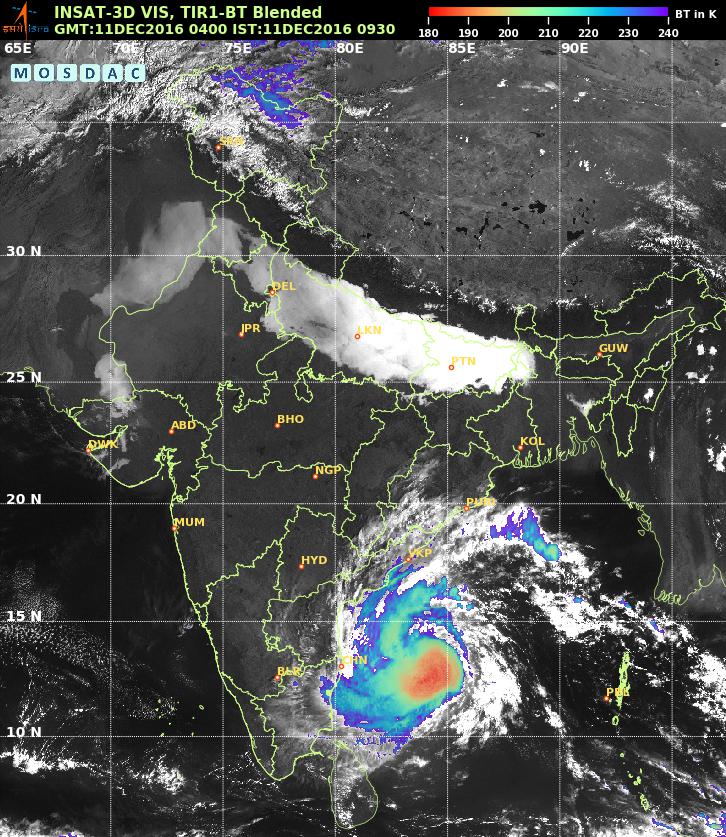 INSAT-3D VIS, TIR1-BT Blended
GMT:11DEC2016 0400 IST:11DEC2016 0930
BT in K
180 190 200 210 220 230 240
65E 70E 75E 80E 85E 90E
MOSDAC
30 N
DEL
JPR
LKN
PTN
GUW
25 N
ABD
BHO
DWK
KOL
NGP
20 N
PURI
MUM
HYD
VKP
15 N
CHN
BLR
PBL
10 N